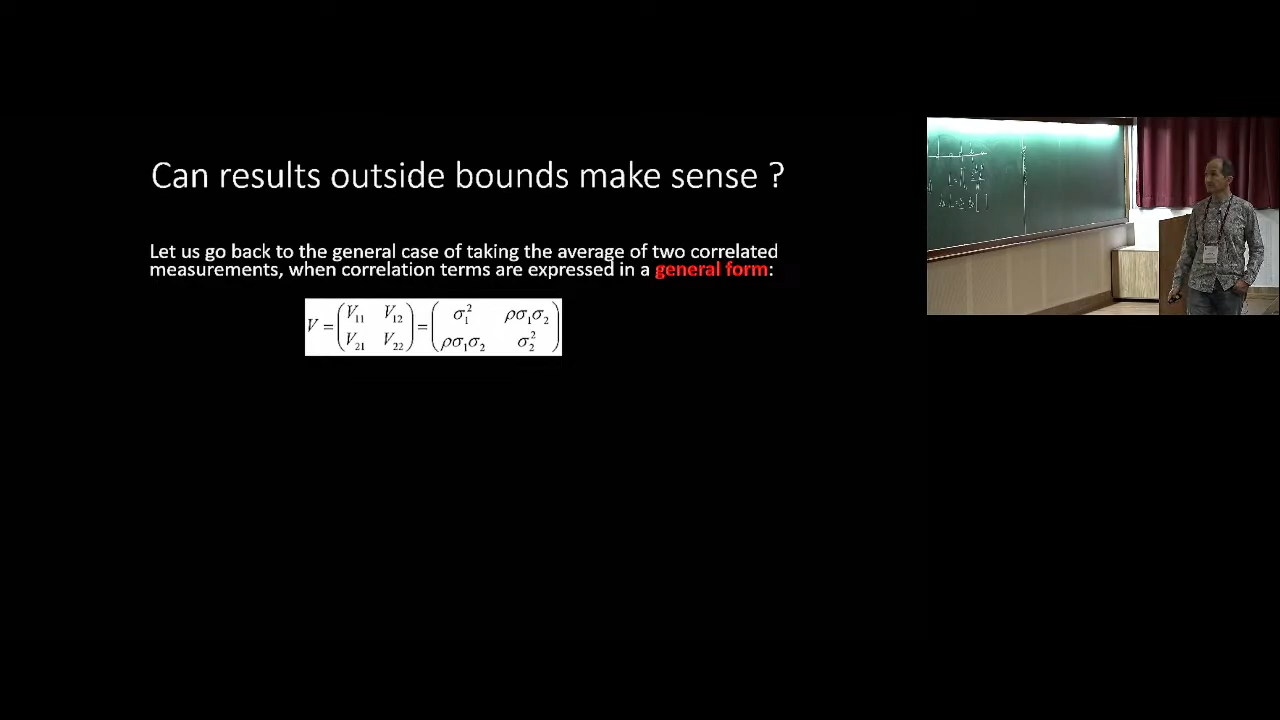 Can results outside bounds make sense ?
Let us go back to the general case of taking the average of two correlated
measurements, when correlation terms are expressed in a general form:
V = ( V₁₁ V₁₂ ) = ( σ₁² ρσ₁σ₂ )
( V₂₁ V₂₂ ) ( ρσ₁σ₂ σ₂² )